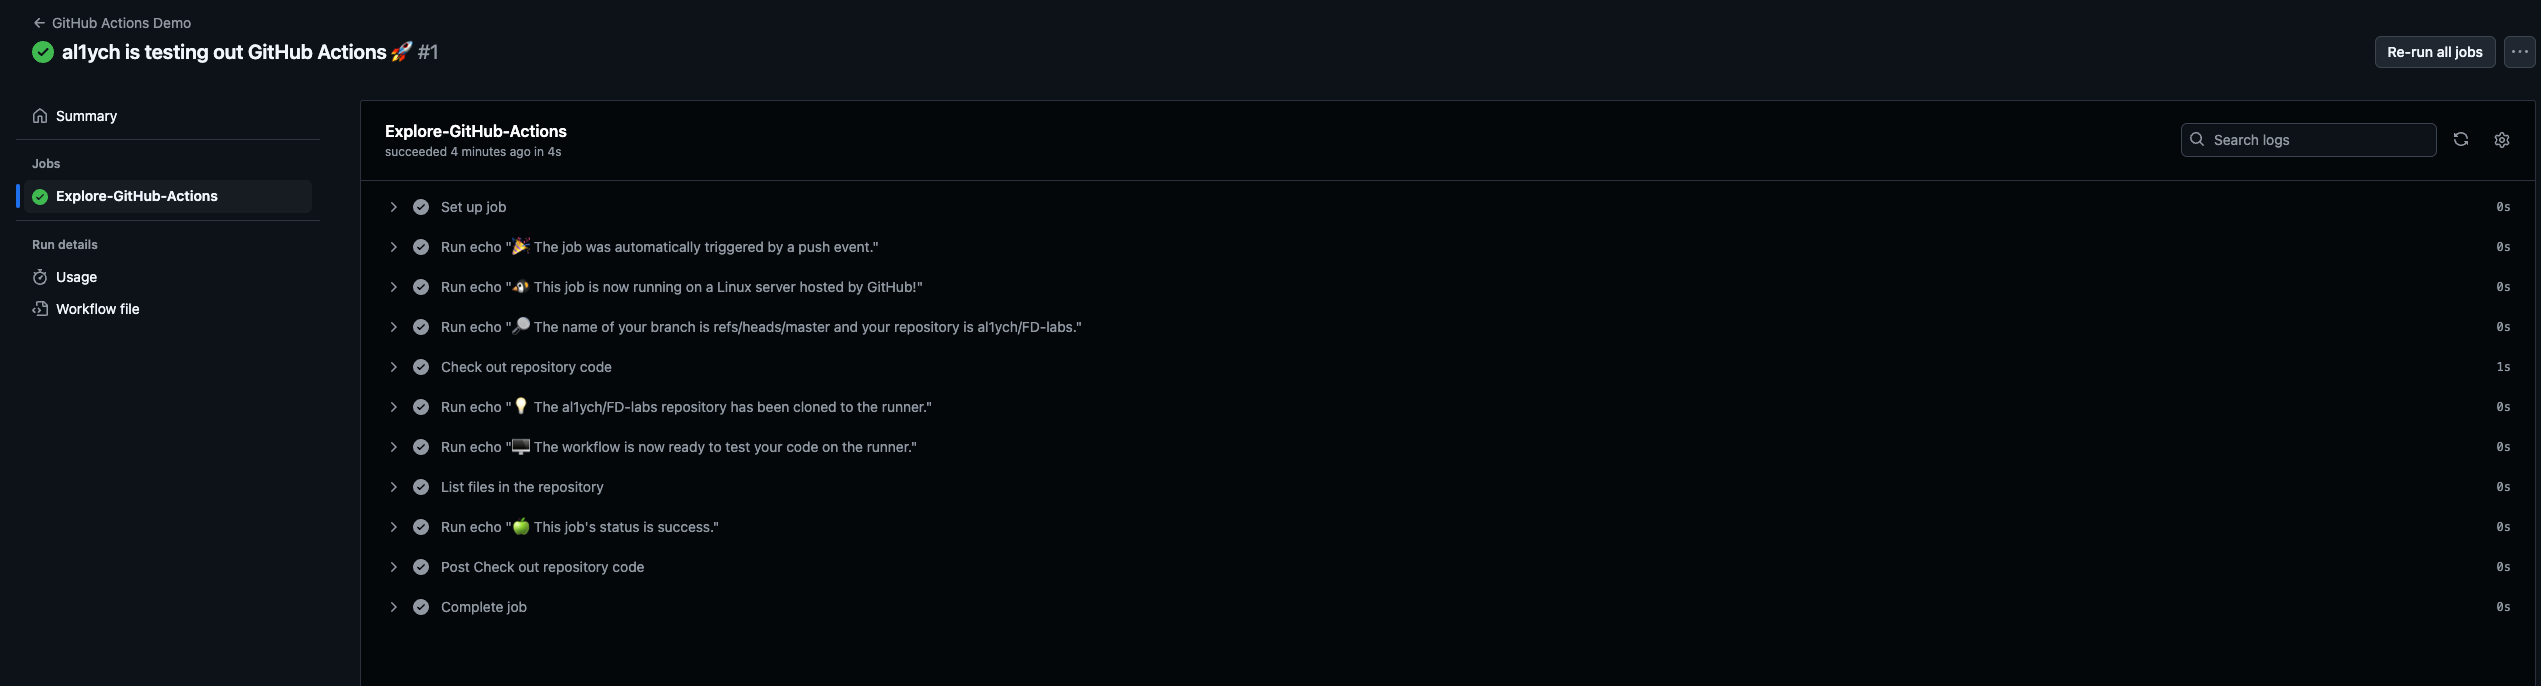 GitHub Actions Demo
al1ych is testing out GitHub Actions 🚀 #1
Re-run all jobs
Summary
Jobs
Explore-GitHub-Actions
Run details
Usage
Workflow file
Explore-GitHub-Actions
succeeded 4 minutes ago in 4s
Search logs
Set up job 0s
Run echo "🎉 The job was automatically triggered by a push event." 0s
Run echo "🐧 This job is now running on a Linux server hosted by GitHub!" 0s
Run echo "🔎 The name of your branch is refs/heads/master and your repository is al1ych/FD-labs." 0s
Check out repository code 1s
Run echo "💡 The al1ych/FD-labs repository has been cloned to the runner." 0s
Run echo "🖥️ The workflow is now ready to test your code on the runner." 0s
List files in the repository 0s
Run echo "🍏 This job's status is success." 0s
Post Check out repository code 0s
Complete job 0s